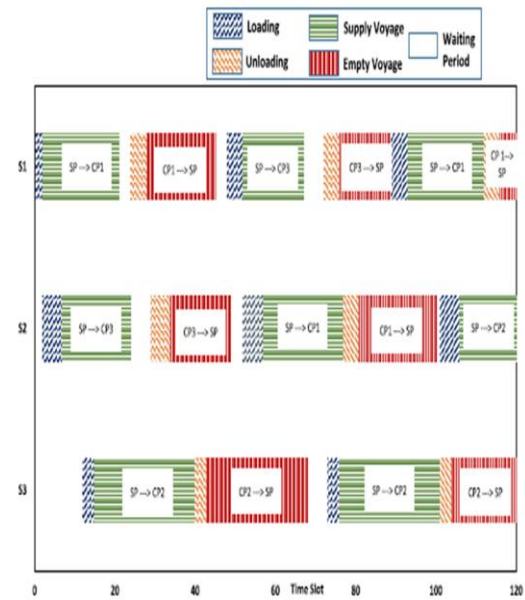 Loading
Supply Voyage
Waiting
Period
Unloading
Empty Voyage
S1
SP ---> CP1
CP1 ---> SP
SP ---> CP3
CP3 ---> SP
SP ---> CP1
CP 1--->
SP
S2
SP ---> CP3
CP3 ---> SP
SP ---> CP1
CP1 ---> SP
SP ---> CP2
S3
SP ---> CP2
CP2 ---> SP
SP ---> CP2
CP2 ---> SP
0 20 40 60 Time Slot 80 100 120